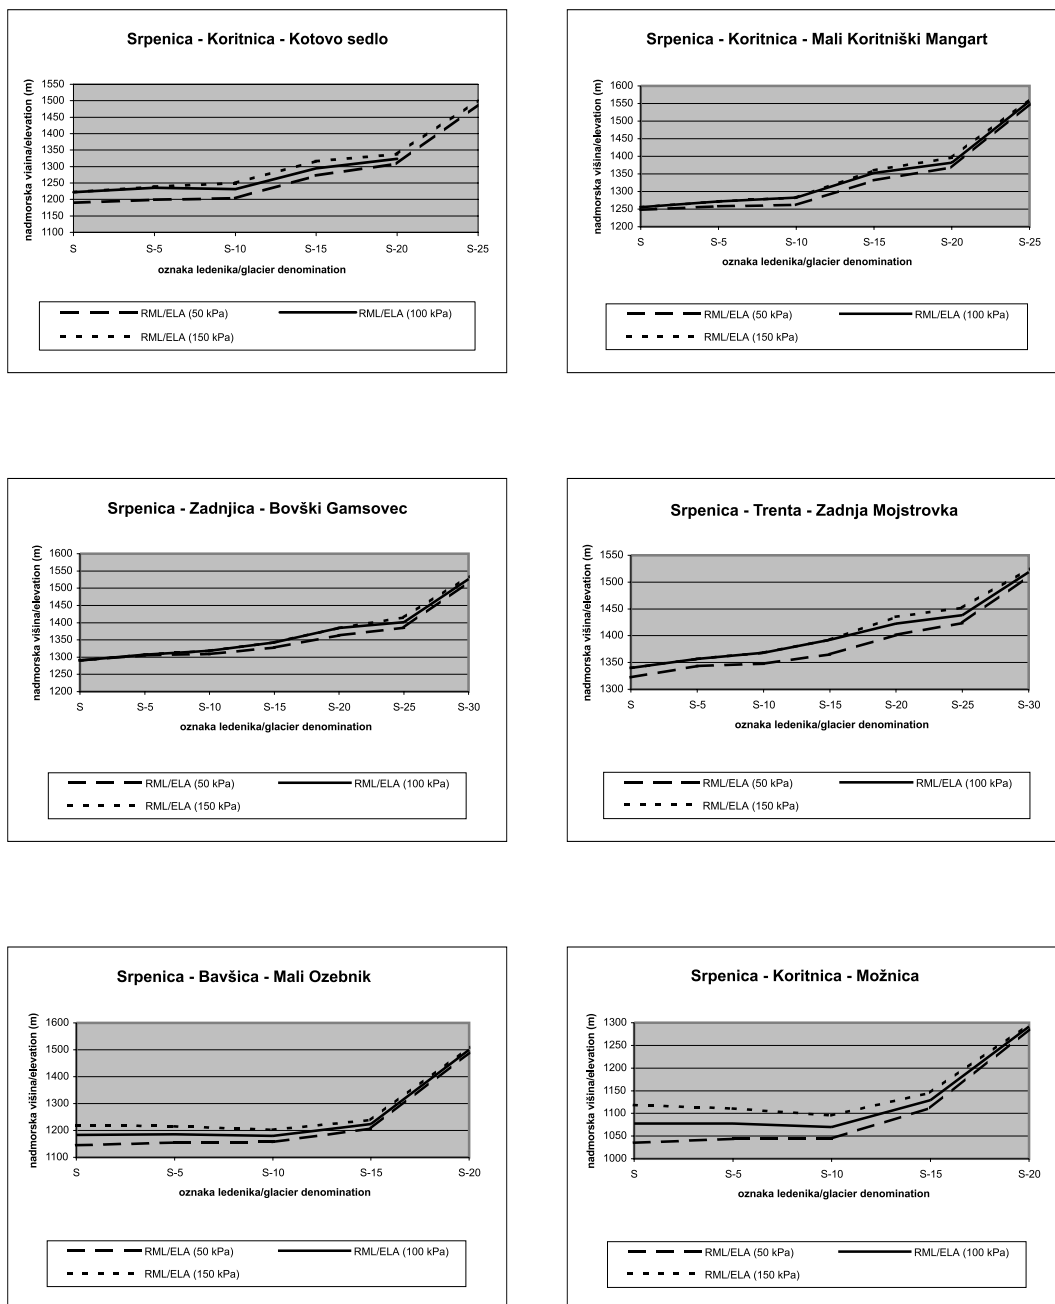 Srpenica - Koritnica - Kotovo sedlo
nadmorska viaina/elevation (m)
1550
1500
1450
1400
1350
1300
1250
1200
1150
1100
S S-5 S-10 S-15 S-20 S-25
oznaka ledenika/glacier denomination
RML/ELA (50 kPa) RML/ELA (100 kPa)
RML/ELA (150 kPa)
Srpenica - Koritnica - Mali Koritniški Mangart
nadmorska višina/elevation (m)
1600
1550
1500
1450
1400
1350
1300
1250
1200
S S-5 S-10 S-15 S-20 S-25
oznaka ledenika/glacier denomination
RML/ELA (50 kPa) RML/ELA (100 kPa)
RML/ELA (150 kPa)
Srpenica - Zadnjica - Bovški Gamsovec
nadmorska višina/elevation (m)
1600
1550
1500
1450
1400
1350
1300
1250
1200
S S-5 S-10 S-15 S-20 S-25 S-30
oznaka ledenika/glacier denomination
RML/ELA (50 kPa) RML/ELA (100 kPa)
RML/ELA (150 kPa)
Srpenica - Trenta - Zadnja Mojstrovka
nadmorska višina/elevation (m)
1550
1500
1450
1400
1350
1300
S S-5 S-10 S-15 S-20 S-25 S-30
oznaka ledenika/glacier denomination
RML/ELA (50 kPa) RML/ELA (100 kPa)
RML/ELA (150 kPa)
Srpenica - Bavšica - Mali Ozebnik
nadmorska višina/elevation (m)
1600
1500
1400
1300
1200
1100
S S-5 S-10 S-15 S-20
oznaka ledenika/glacier denomination
RML/ELA (50 kPa) RML/ELA (100 kPa)
RML/ELA (150 kPa)
Srpenica - Koritnica - Možnica
nadmorska višina/elevation (m)
1300
1250
1200
1150
1100
1050
1000
S S-5 S-10 S-15 S-20
oznaka ledenika/glacier denomination
RML/ELA (50 kPa) RML/ELA (100 kPa)
RML/ELA (150 kPa)